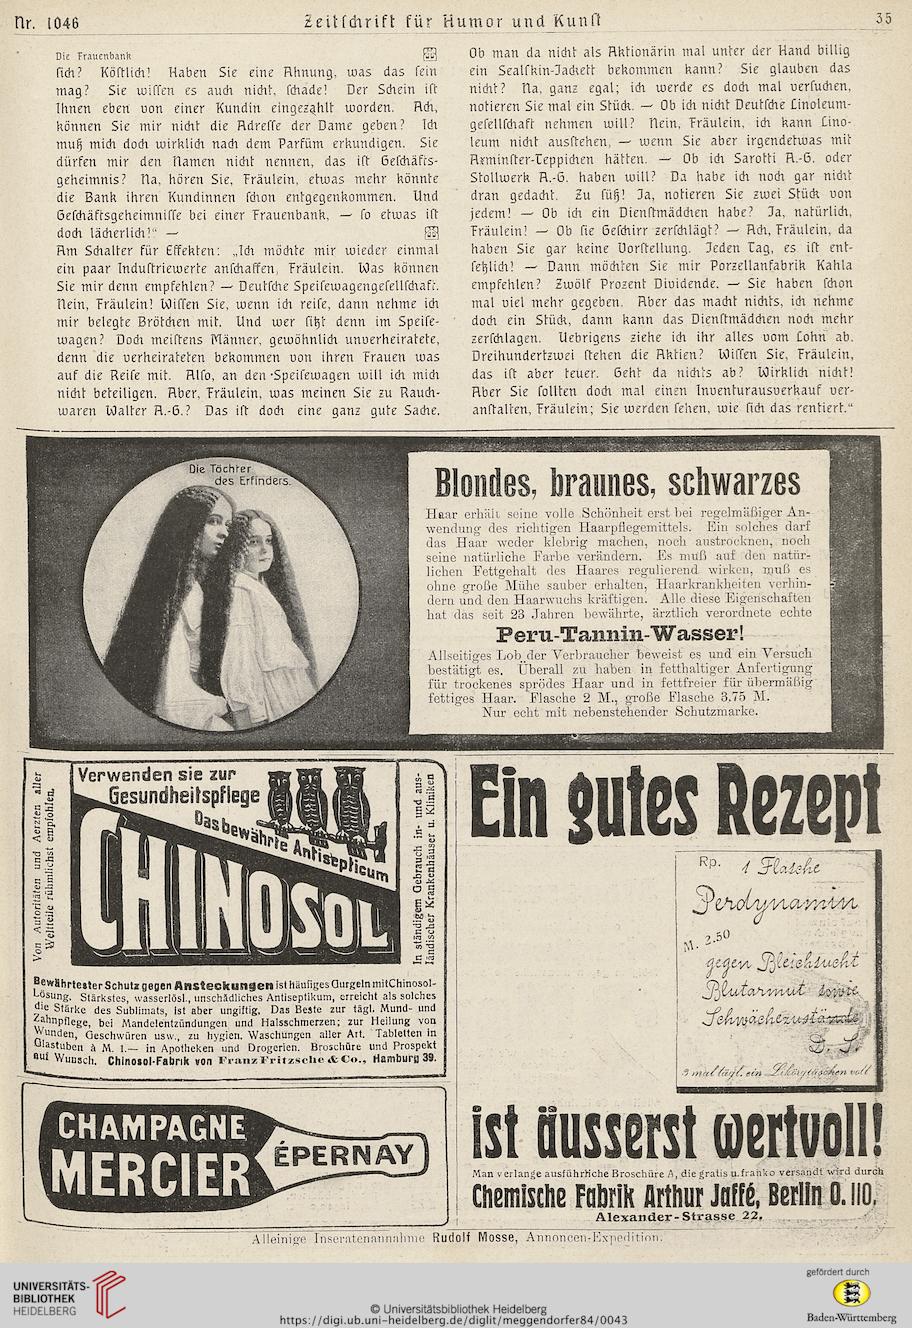 Nr. 1046
Zeitschrift für Humor und Kunst
35
Die Frauenbank
sich? Köstlich! Haben Sie eine Ahnung, was das sein
mag? Sie wissen es auch nicht, schade! Der Schein ist
Ihnen eben von einer Kundin eingezahlt worden. Ach,
können Sie mir nicht die Adresse der Dame geben? Ich
muß mich doch wirklich nach dem Parfüm erkundigen. Sie
dürfen mir den Namen nicht nennen, das ist Geschäfts-
geheimnis? Na, hören Sie, Fräulein, etwas mehr könnte
die Bank ihren Kundinnen schon entgegenkommen. Und
Geschäftsgeheimnisse bei einer Frauenbank, — so etwas ist
doch lächerlich!“ —
Am Schalter für Effekten: „Ich möchte mir wieder einmal
ein paar Industriewerte anschaffen, Fräulein. Was können
Sie mir denn empfehlen? — Deutsche Speisewagengesellschaft.
Nein, Fräulein! Wissen Sie, wenn ich reise, dann nehme ich
mir belegte Brötchen mit. Und wer sitzt denn im Speise-
wagen? Doch meistens Männer, gewöhnlich unverheiratete,
denn die verheirateten bekommen von ihren Frauen was
auf die Reise mit. Also, an den Speisewagen will ich mich
nicht beteiligen. Aber, Fräulein, was meinen Sie zu Rauch-
waren Walter A.-G.? Das ist doch eine ganz gute Sache.
Ob man da nicht als Aktionärin mal unter der Hand billig
ein Sealskin-Jackett bekommen kann? Sie glauben das
nicht? Na, ganz egal; ich werde es doch mal versuchen,
notieren Sie mal ein Stück. — Ob ich nicht Deutsche Linoleum-
gesellschaft nehmen will? Nein, Fräulein, ich kann Lino-
leum nicht ausstehen, — wenn Sie aber irgendetwas mit
Axminster-Teppichen hätten. — Ob ich Sarotti A.-G. oder
Stollwerk A.-G. haben will? Da habe ich noch gar nicht
dran gedacht. Zu süß! Ja, notieren Sie zwei Stück von
jedem! — Ob ich ein Dienstmädchen habe? Ja, natürlich,
Fräulein! — Ob sie Geschirr zerschlägt? — Ach, Fräulein, da
haben Sie gar keine Vorstellung. Jeden Tag, es ist ent-
setzlich! — Dann möchten Sie mir Porzellanfabrik Kahla
empfehlen? Zwölf Prozent Dividende. — Sie haben schon
mal viel mehr gegeben. Aber das macht nichts, ich nehme
doch ein Stück, dann kann das Dienstmädchen noch mehr
zerschlagen. Uebrigens ziehe ich ihr alles vom Lohn ab.
Dreihundertzwei stehen die Aktien? Wissen Sie, Fräulein,
das ist aber teuer. Geht da nichts ab? Wirklich nicht!
Aber Sie sollten doch mal einen Inventurausverkauf ver-
anstalten, Fräulein; Sie werden sehen, wie sich das rentiert.“
Die Töchter
des Erfinders.
Blondes, braunes, schwarzes
Haar erhält seine volle Schönheit erst bei regelmäßiger An-
wendung des richtigen Haarpflegemittels. Ein solches darf
das Haar weder klebrig machen, noch austrocknen, noch
seine natürliche Farbe verändern. Es muß auf den natür-
lichen Fettgehalt des Haares regulierend wirken, muß es
ohne große Mühe sauber erhalten, Haarkrankheiten verhin-
dern und den Haarwuchs kräftigen. Alle diese Eigenschaften
hat das seit 23 Jahren bewährte, ärztlich verordnete echte
Peru-Tannin-Wasser!
Allseitiges Lob der Verbraucher beweist es und ein Versuch
bestätigt es. Überall zu haben in fetthaltiger Anfertigung
für trockenes sprödes Haar und in fettfreier für übermäßig
fettiges Haar. Flasche 2 M., große Flasche 3.75 M.
Nur echt mit nebenstehender Schutzmarke.
Von Autoritäten und Aerzten aller
Weltteile rühmlichst empfohlen.
Verwenden sie zur
Gesundheitspflege
Das bewährte Antisepticum
CHINOSOL
In ständigem Gebrauch in- und aus-
ländischer Krankenhäuser u. Kliniken
Bewährtester Schutz gegen Ansteckungen ist häufiges Gurgeln mit Chinosol-
Lösung. Stärkstes, wasserlösl., unschädliches Antiseptikum, erreicht als solches
die Stärke des Sublimats, ist aber ungiftig. Das Beste zur tägl. Mund- und
Zahnpflege, bei Mandelentzündungen und Halsschmerzen; zur Heilung von
Wunden, Geschwüren usw., zu hygien. Waschungen aller Art. Tabletten in
Glastuben à M. 1.— in Apotheken und Drogerien. Broschüre und Prospekt
auf Wunsch. Chinosol-Fabrik von Franz Fritzsche & Co., Hamburg 39.
CHAMPAGNE
MERCIER
ÉPERNAY
Ein gutes Rezept
Rp. 1 Flasche
Perdynamin
M. 2.50
gegen Bleichsucht
Blutarmut sowie
Schwächezustände
D. S.
3 mal tägl. ein Likörgläschen voll
ist äusserst wertvoll!
Man verlange ausführliche Broschüre A, die gratis u. franko versandt wird durch
Chemische Fabrik Arthur Jaffé, Berlin O. 110,
Alexander-Strasse 22.
Alleinige Inseratenannahme Rudolf Mosse, Annoncen-Expedition.
UNIVERSITÄTS-
BIBLIOTHEK
HEIDELBERG
© Universitätsbibliothek Heidelberg
https://digi.ub.uni-heidelberg.de/diglit/meggendorfer84/0043
gefördert durch
Baden-Württemberg